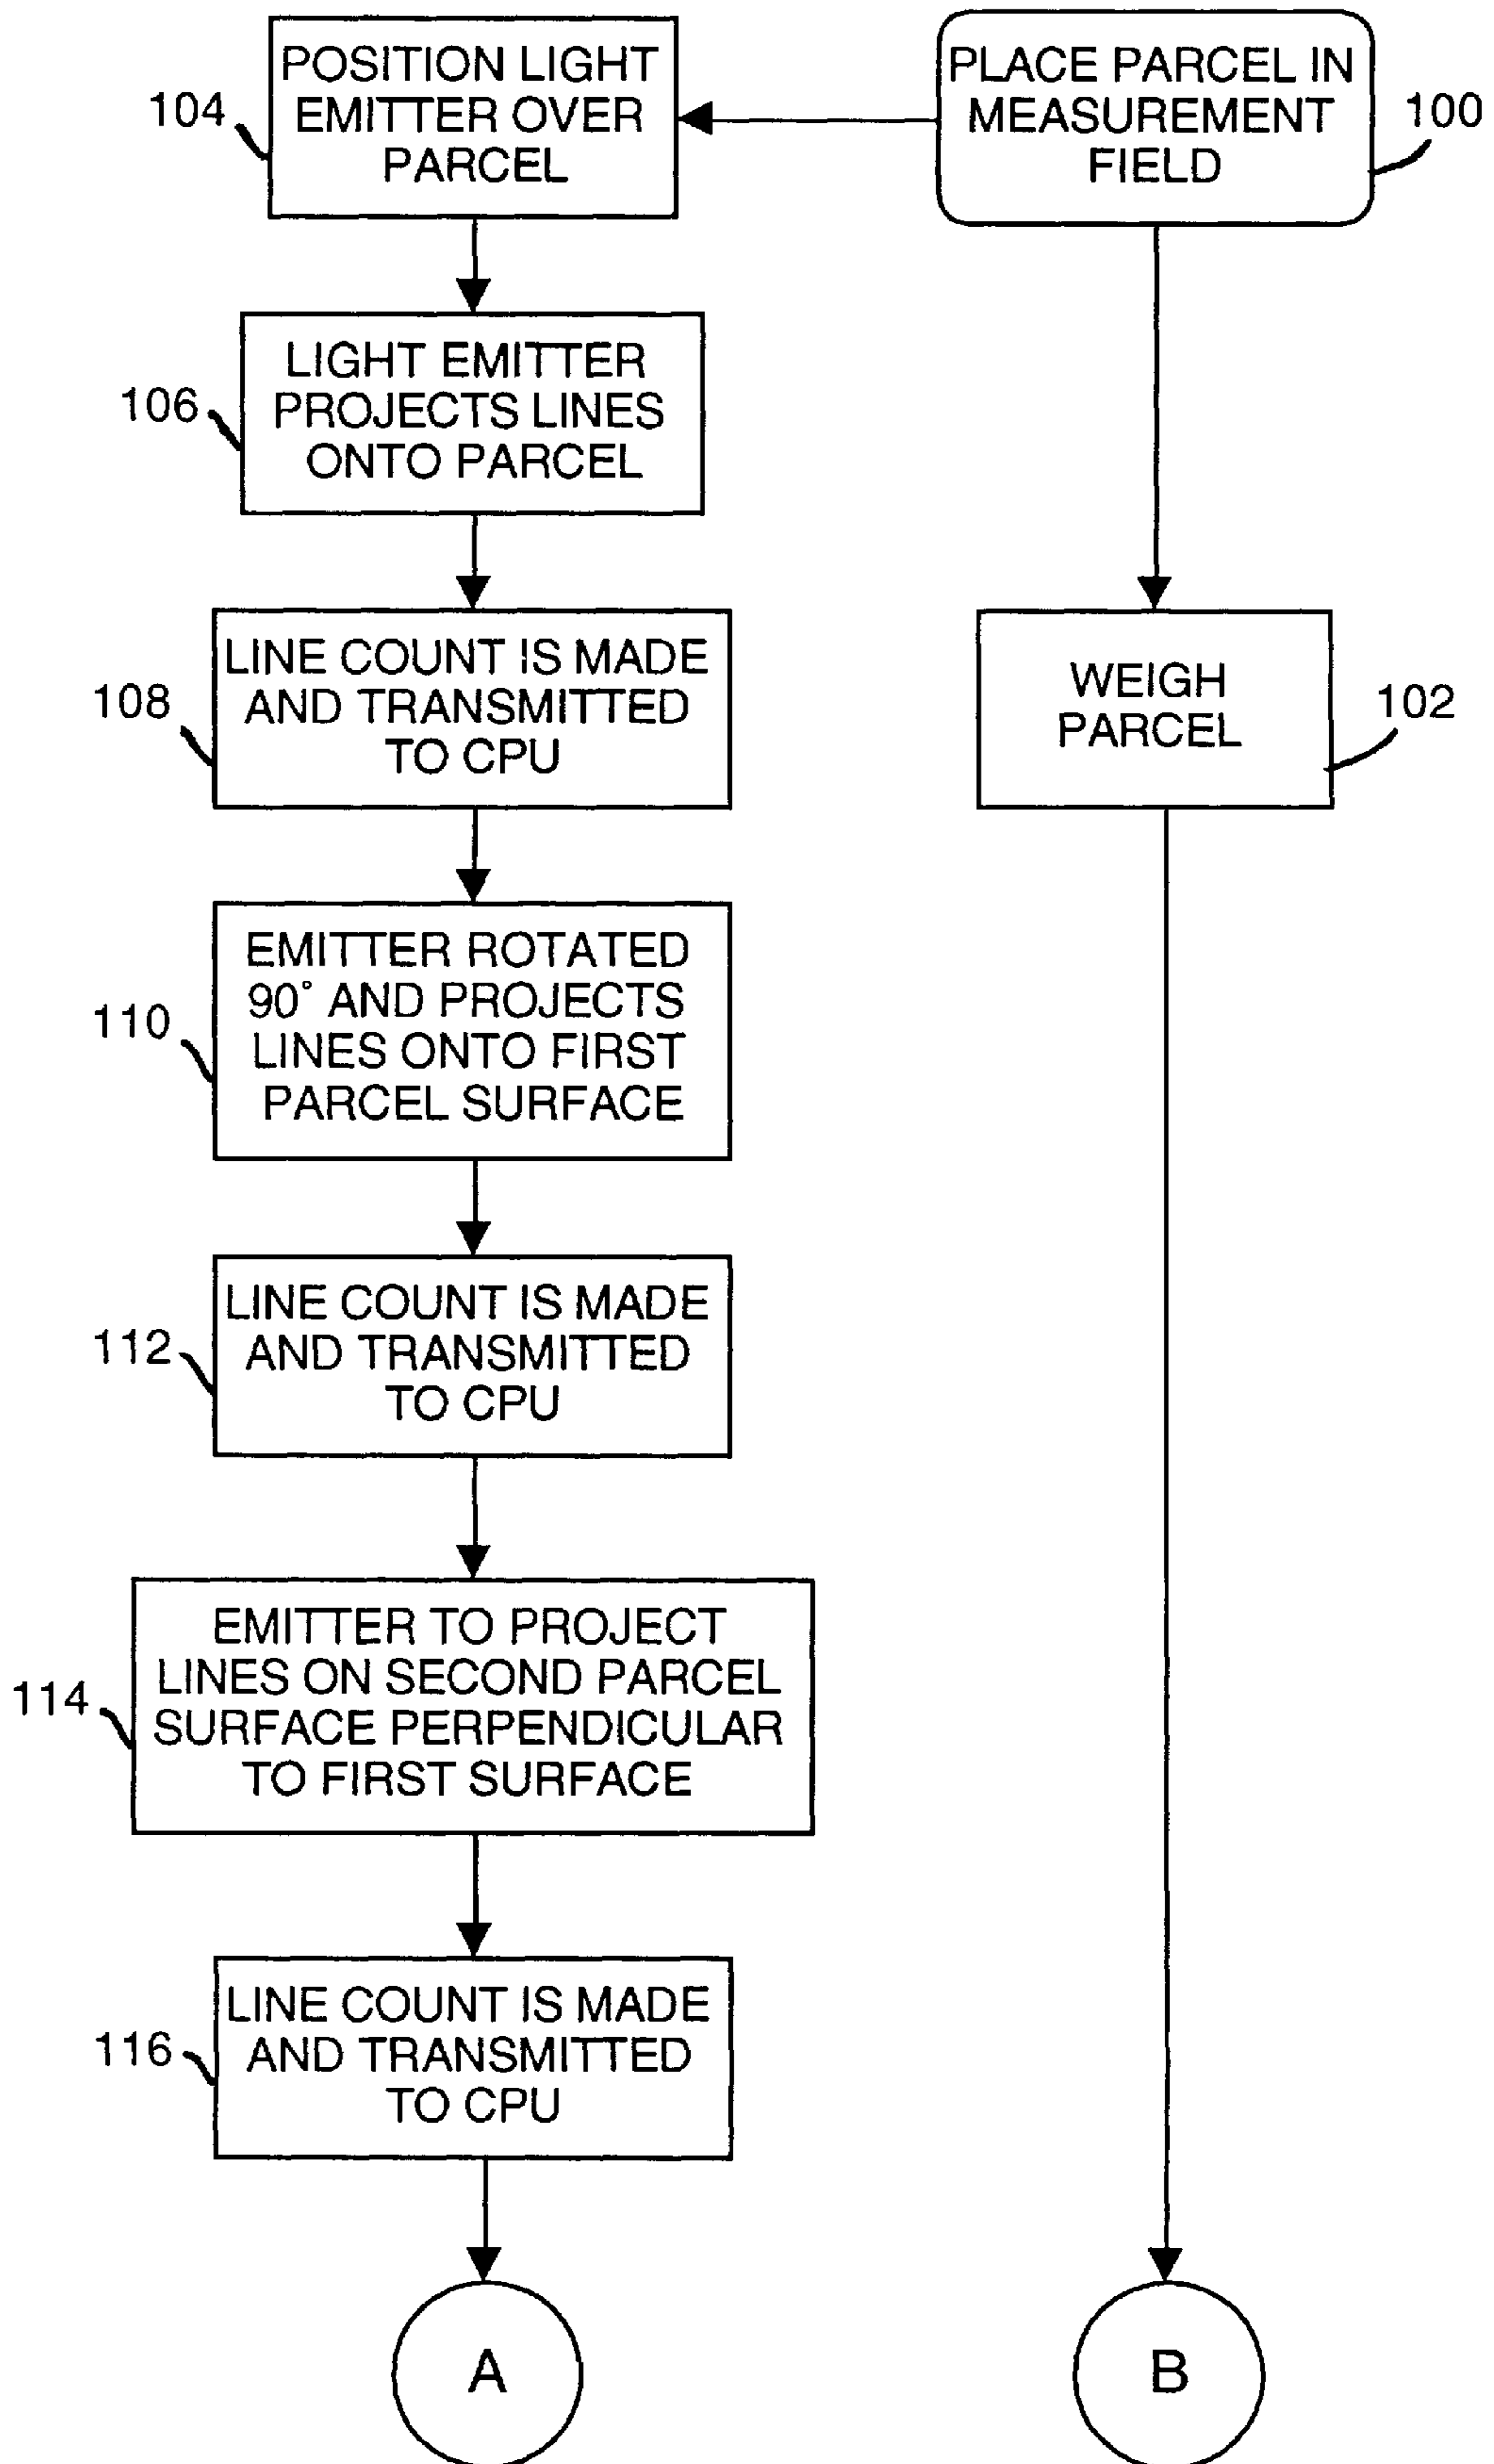 PLACE PARCEL IN
MEASUREMENT
FIELD
100
POSITION LIGHT
EMITTER OVER
PARCEL
104
LIGHT EMITTER
PROJECTS LINES
ONTO PARCEL
106
LINE COUNT IS MADE
AND TRANSMITTED
TO CPU
108
WEIGH
PARCEL
102
EMITTER ROTATED
90° AND PROJECTS
LINES ONTO FIRST
PARCEL SURFACE
110
LINE COUNT IS MADE
AND TRANSMITTED
TO CPU
112
EMITTER TO PROJECT
LINES ON SECOND PARCEL
SURFACE PERPENDICULAR
TO FIRST SURFACE
114
LINE COUNT IS MADE
AND TRANSMITTED
TO CPU
116
A
B